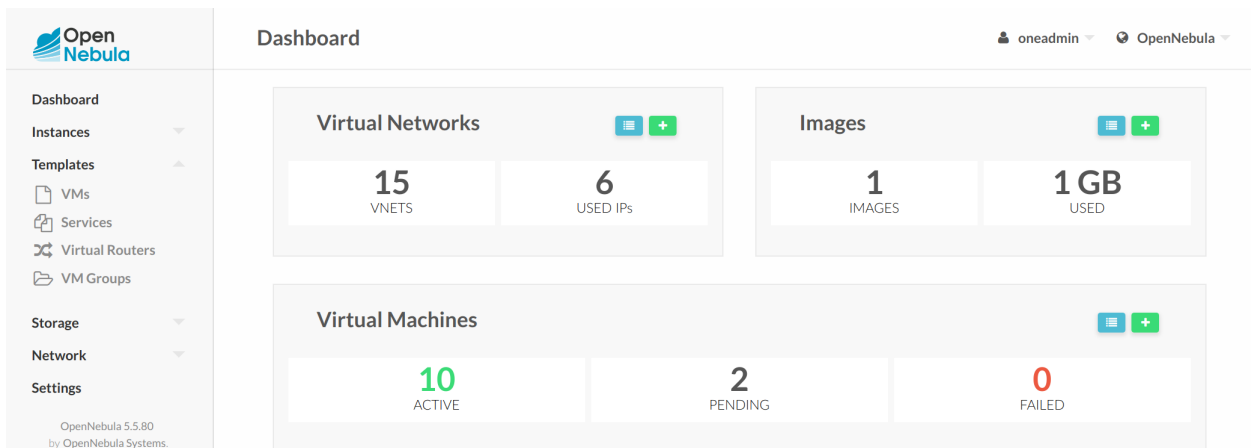 Open
Nebula
Dashboard
oneadmin
OpenNebula
Dashboard
Instances
Templates
VMs
Services
Virtual Routers
VM Groups
Storage
Network
Settings
OpenNebula 5.5.80
by OpenNebula Systems.
Virtual Networks
15
VNETS
6
USED IPs
Images
1
IMAGES
1 GB
USED
Virtual Machines
10
ACTIVE
2
PENDING
0
FAILED